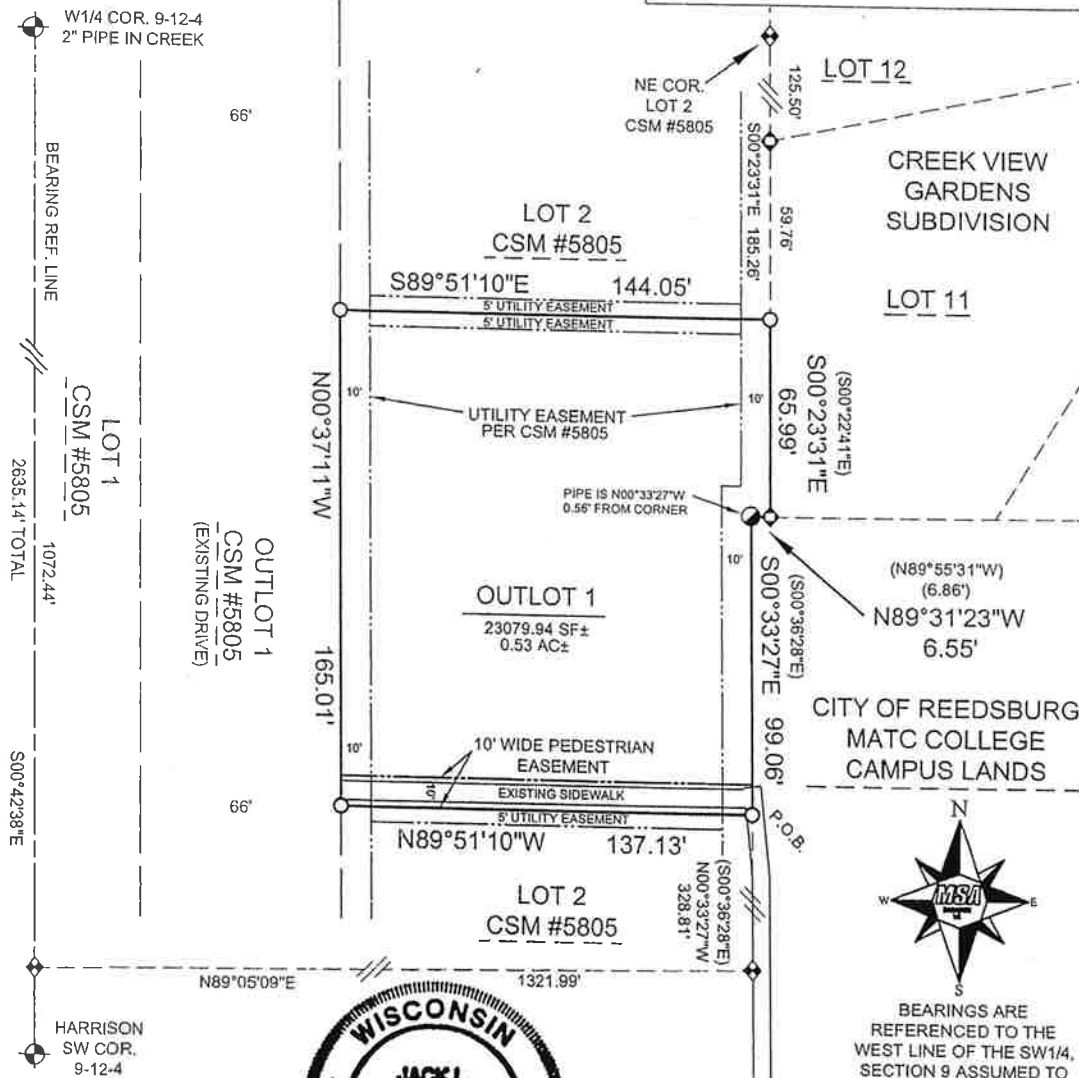 W1/4 COR. 9-12-4
2" PIPE IN CREEK
BEARING REF. LINE
2635.14' TOTAL
1072.44'
S00°42'38"E
HARRISON
SW COR.
9-12-4
LOT 1
CSM #5805
66'
OUTLOT 1
CSM #5805
(EXISTING DRIVE)
66'
N89°05'09"E
1321.99'
NE COR.
LOT 2
CSM #5805
125.50'
LOT 12
S00°23'31"E 185.26'
59.76'
CREEK VIEW
GARDENS
SUBDIVISION
LOT 11
LOT 2
CSM #5805
S89°51'10"E
144.05'
5' UTILITY EASEMENT
5' UTILITY EASEMENT
N00°37'11"W
165.01'
10'
10'
UTILITY EASEMENT
PER CSM #5805
(S00°22'41"E)
S00°23'31"E
65.99'
PIPE IS N00°33'27"W
0.56' FROM CORNER
10'
(S00°36'28"E)
S00°33'27"E 99.06'
(N89°55'31"W)
(6.86')
N89°31'23"W
6.55'
OUTLOT 1
23079.94 SF±
0.53 AC±
CITY OF REEDSBURG
MATC COLLEGE
CAMPUS LANDS
10'
10' WIDE PEDESTRIAN
EASEMENT
10'
EXISTING SIDEWALK
5' UTILITY EASEMENT
N89°51'10"W
137.13'
P.O.B.
(S00°36'28"E)
N00°33'27"W
328.81'
LOT 2
CSM #5805
N
W
E
S
MSA
BEARINGS ARE
REFERENCED TO THE
WEST LINE OF THE SW1/4,
SECTION 9 ASSUMED TO
WISCONSIN
JACK L.